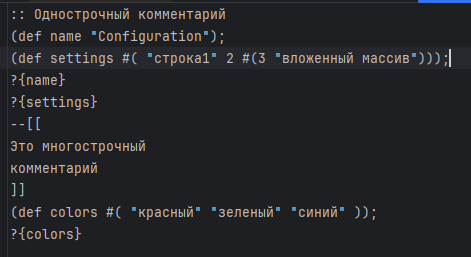 :: Однострочный комментарий
(def name "Configuration");
(def settings #( "строка1" 2 #(3 "вложенный массив")));
?{name}
?{settings}
--[[
Это многострочный
комментарий
]]
(def colors #( "красный" "зеленый" "синий" ));
?{colors}